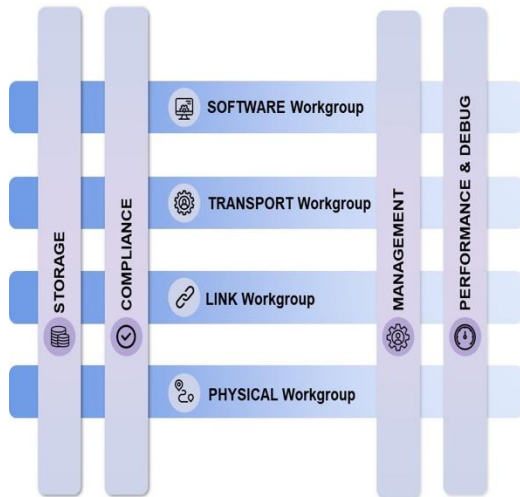 SOFTWARE Workgroup
TRANSPORT Workgroup
LINK Workgroup
PHYSICAL Workgroup
STORAGE
COMPLIANCE
MANAGEMENT
PERFORMANCE & DEBUG